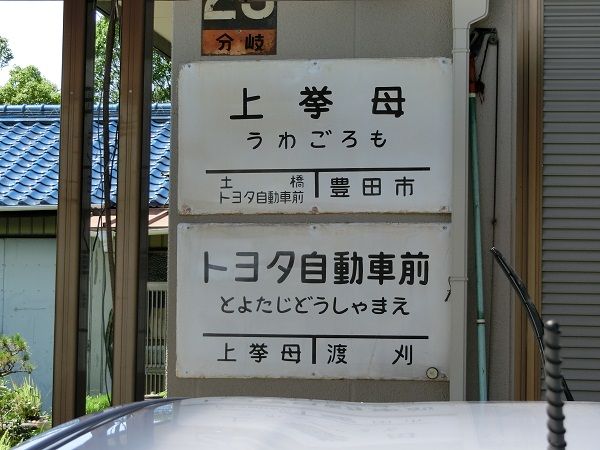 分岐
上挙母
うわごろも
土橋 豊田市
トヨタ自動車前
トヨタ自動車前
とよたじどうしゃまえ
上挙母 渡刈